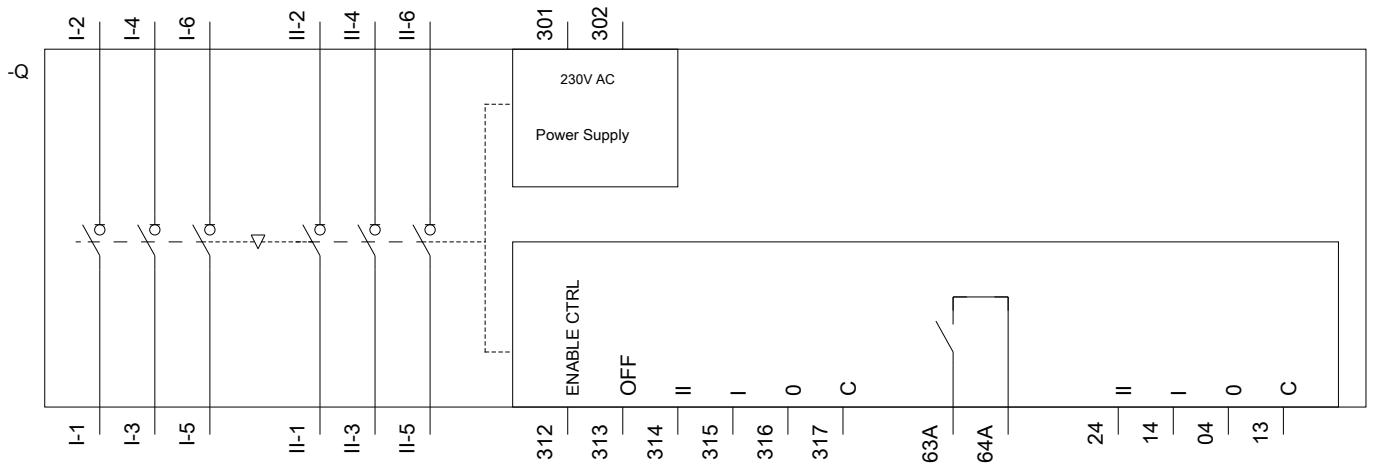 I-2
I-4
I-6
II-2
II-4
II-6
301
302
-Q
230V AC
Power Supply
ENABLE CTRL
OFF
II
I
0
C
II
I
0
C
I-1
I-3
I-5
II-1
II-3
II-5
312
313
314
315
316
317
63A
64A
24
14
04
13